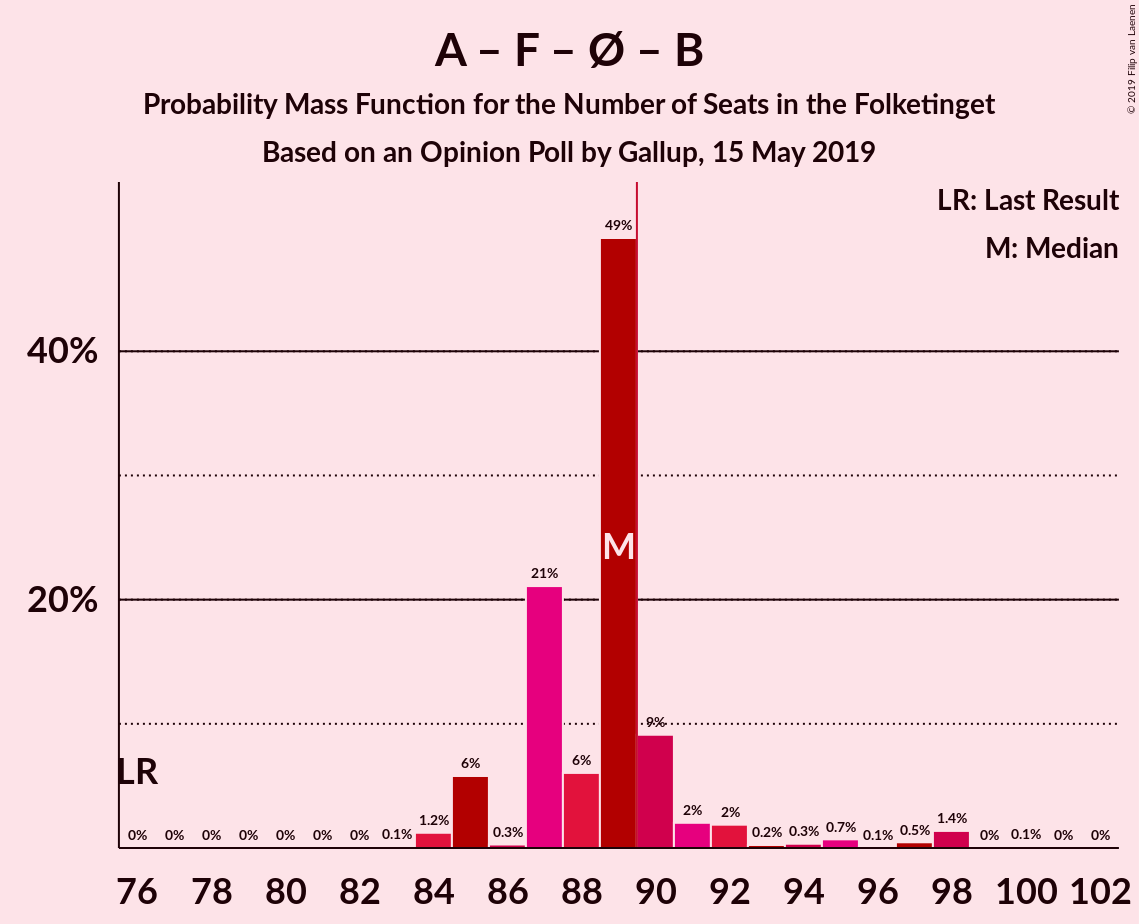 A – F – Ø – B
Probability Mass Function for the Number of Seats in the Folketinget
Based on an Opinion Poll by Gallup, 15 May 2019
© 2019 Filip van Laenen
LR: Last Result
M: Median
40%
20%
LR
M
0% 0% 0% 0% 0% 0% 0% 0.1% 1.2% 6% 0.3% 21% 6% 49% 9% 2% 2% 0.2% 0.3% 0.7% 0.1% 0.5% 1.4% 0% 0.1% 0% 0%
76 78 80 82 84 86 88 90 92 94 96 98 100 102